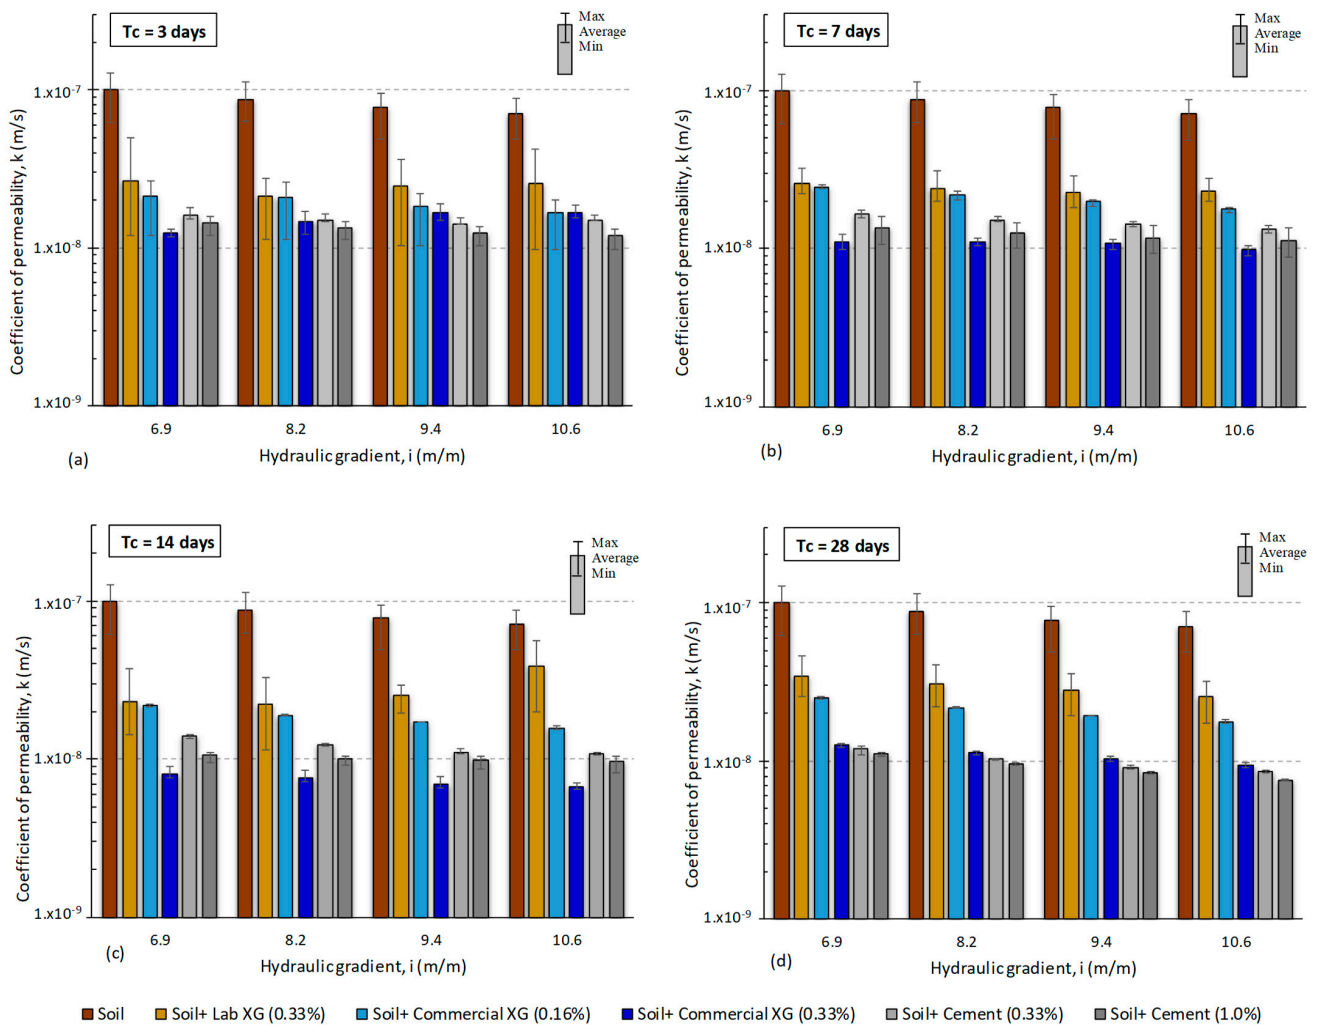 Tc = 3 days
Max
Average
Min
Coefficient of permeability, k (m/s)
1.x10-7
1.x10-8
1.x10-9
6.9 8.2 9.4 10.6
Hydraulic gradient, i (m/m)
(a)
Tc = 7 days
Max
Average
Min
Coefficient of permeability, k (m/s)
1.x10-7
1.x10-8
1.x10-9
6.9 8.2 9.4 10.6
Hydraulic gradient, i (m/m)
(b)
Tc = 14 days
Max
Average
Min
Coefficient of permeability, k (m/s)
1.x10-7
1.x10-8
1.x10-9
6.9 8.2 9.4 10.6
Hydraulic gradient, i (m/m)
(c)
Tc = 28 days
Max
Average
Min
Coefficient of permeability, k (m/s)
1.x10-7
1.x10-8
1.x10-9
6.9 8.2 9.4 10.6
Hydraulic gradient, i (m/m)
(d)
Soil Soil+ Lab XG (0.33%) Soil+ Commercial XG (0.16%) Soil+ Commercial XG (0.33%) Soil+ Cement (0.33%) Soil+ Cement (1.0%)